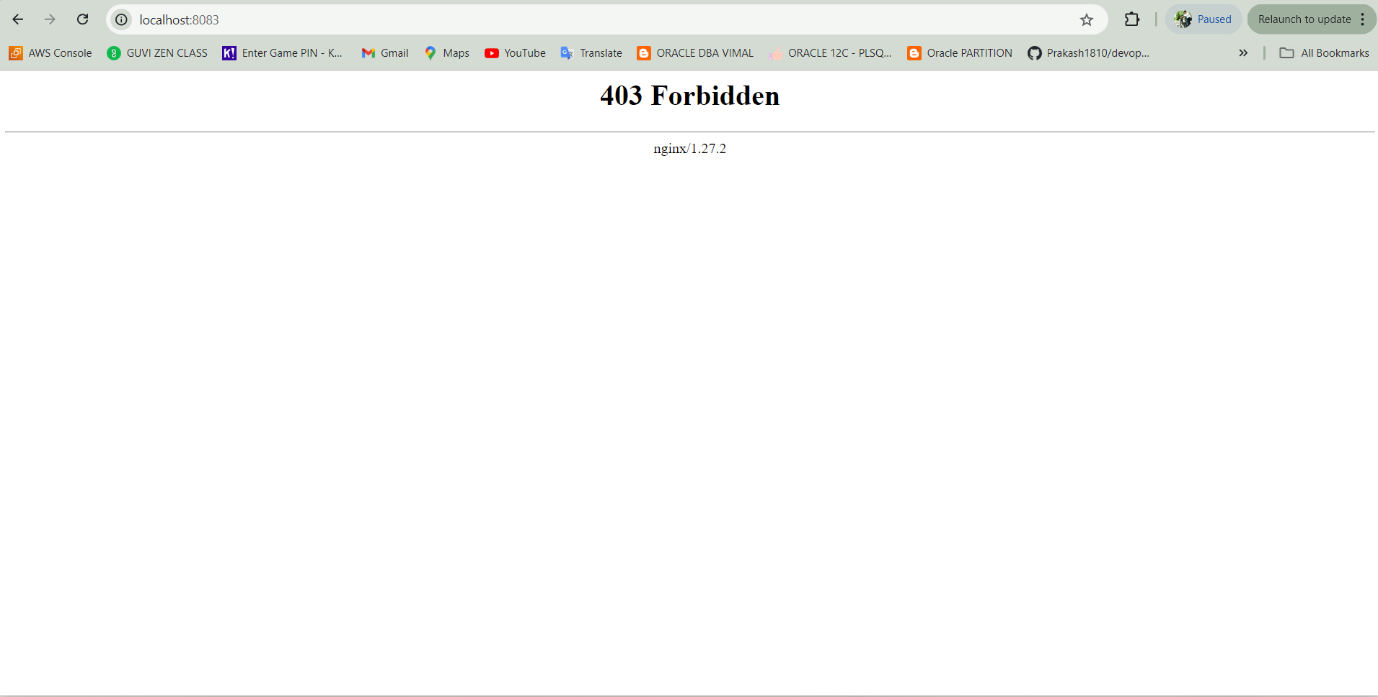 localhost:8083
Paused
Relaunch to update
AWS Console
GUVI ZEN CLASS
K! Enter Game PIN - K...
Gmail
Maps
YouTube
Translate
ORACLE DBA VIMAL
ORACLE 12C - PLSQ...
Oracle PARTITION
Prakash1810/devop...
»
All Bookmarks
403 Forbidden
nginx/1.27.2